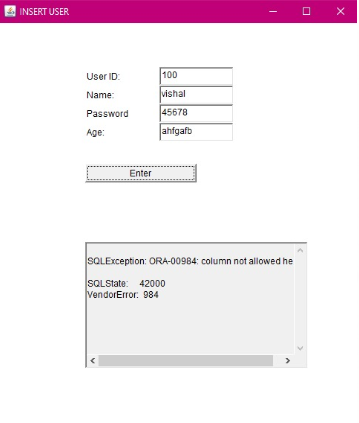 INSERT USER
User ID: 100
Name: vishal
Password 45678
Age: ahfgafb
Enter
SQLException: ORA-00984: column not allowed he
SQLState: 42000
VendorError: 984